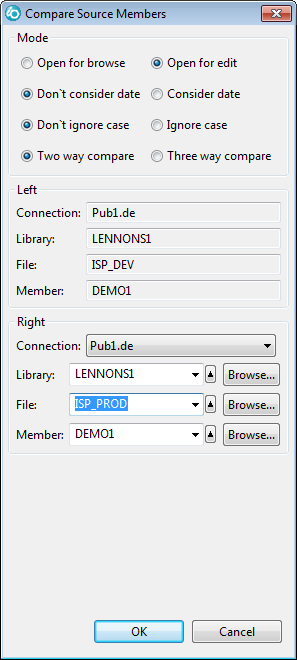 Compare Source Members
Mode
Open for browse Open for edit
Don`t consider date Consider date
Don`t ignore case Ignore case
Two way compare Three way compare
Left
Connection: Pub1.de
Library: LENNONS1
File: ISP_DEV
Member: DEMO1
Right
Connection: Pub1.de
Library: LENNONS1 Browse...
File: ISP_PROD Browse...
Member: DEMO1 Browse...
OK Cancel